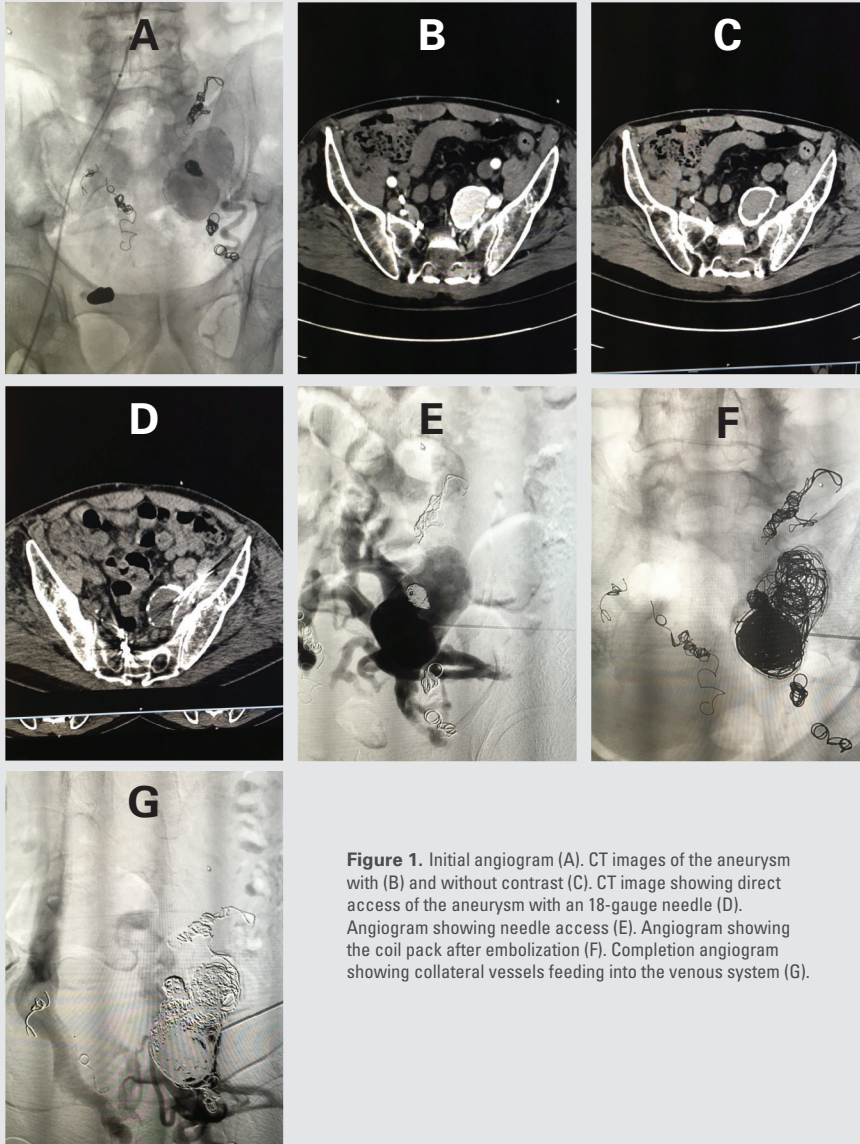 A
B
C
D
E
F
G
Figure 1. Initial angiogram (A). CT images of the aneurysm
with (B) and without contrast (C). CT image showing direct
access of the aneurysm with an 18-gauge needle (D).
Angiogram showing needle access (E). Angiogram showing
the coil pack after embolization (F). Completion angiogram
showing collateral vessels feeding into the venous system (G).